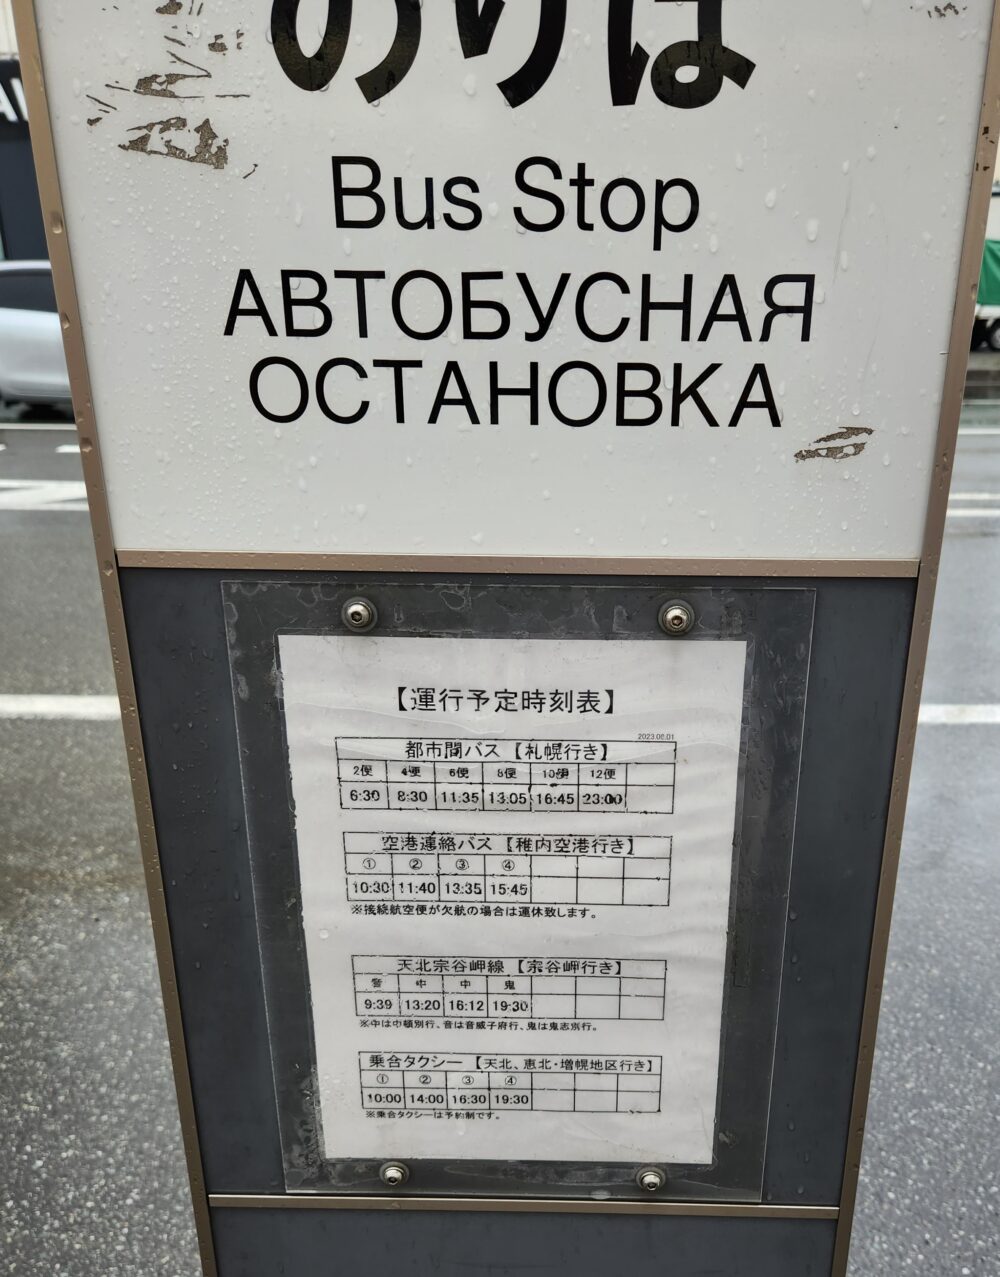 のりば
Bus Stop
АВТОБУСНАЯ
ОСТАНОВКА
【運行予定時刻表】
2023.06.01
都市間バス【札幌行き】
2便 4便 6便 8便 10便 12便
6:30 8:30 11:35 13:05 16:45 23:00
空港連絡バス【稚内空港行き】
① ② ③ ④
10:30 11:40 13:35 15:45
※接続航空便が欠航の場合は運休致します。
天北宗谷岬線【宗谷岬行き】
音 中 中 鬼
9:39 13:20 16:12 19:30
※中は中頓別行、音は音威子府行、鬼は鬼志別行。
乗合タクシー【天北、恵北・増幌地区行き】
① ② ③ ④
10:00 14:00 16:30 19:30
※乗合タクシーは予約制です。